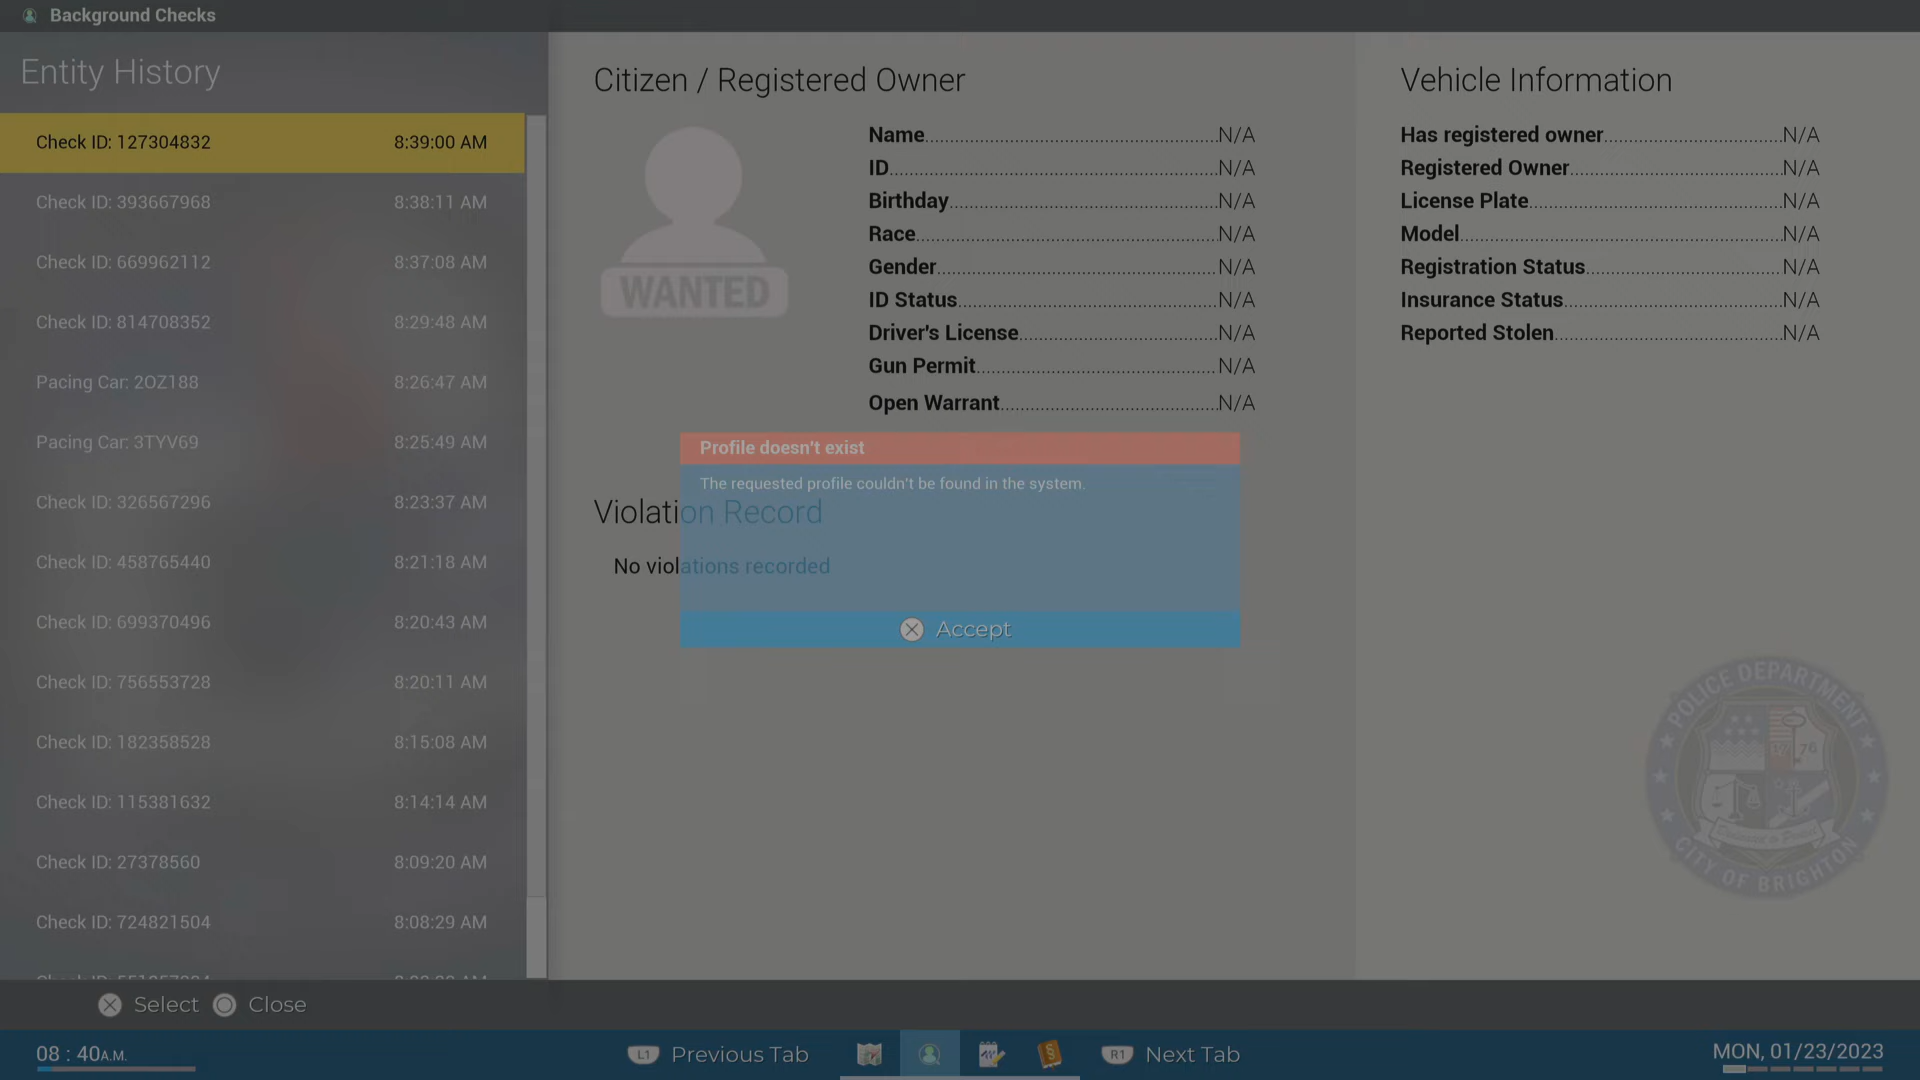 Background Checks
Entity History
Check ID: 127304832 8:39:00 AM
Check ID: 393667968 8:38:11 AM
Check ID: 669962112 8:37:08 AM
Check ID: 814708352 8:29:48 AM
Pacing Car: 2OZ188 8:26:47 AM
Pacing Car: 3TYV69 8:25:49 AM
Check ID: 326567296 8:23:37 AM
Check ID: 458765440 8:21:18 AM
Check ID: 699370496 8:20:43 AM
Check ID: 756553728 8:20:11 AM
Check ID: 182358528 8:15:08 AM
Check ID: 115381632 8:14:14 AM
Check ID: 27378560 8:09:20 AM
Check ID: 724821504 8:08:29 AM
Citizen / Registered Owner
WANTED
Name N/A
ID N/A
Birthday N/A
Race N/A
Gender N/A
ID Status N/A
Driver's License N/A
Gun Permit N/A
Open Warrant N/A
Profile doesn't exist
The requested profile couldn't be found in the system.
Violation Record
No violations recorded
Accept
Vehicle Information
Has registered owner N/A
Registered Owner N/A
License Plate N/A
Model N/A
Registration Status N/A
Insurance Status N/A
Reported Stolen N/A
POLICE DEPARTMENT
17 76
CITY OF BRIGHTON
Select Close
08 : 40 A.M.
L1 Previous Tab
R1 Next Tab
MON, 01/23/2023